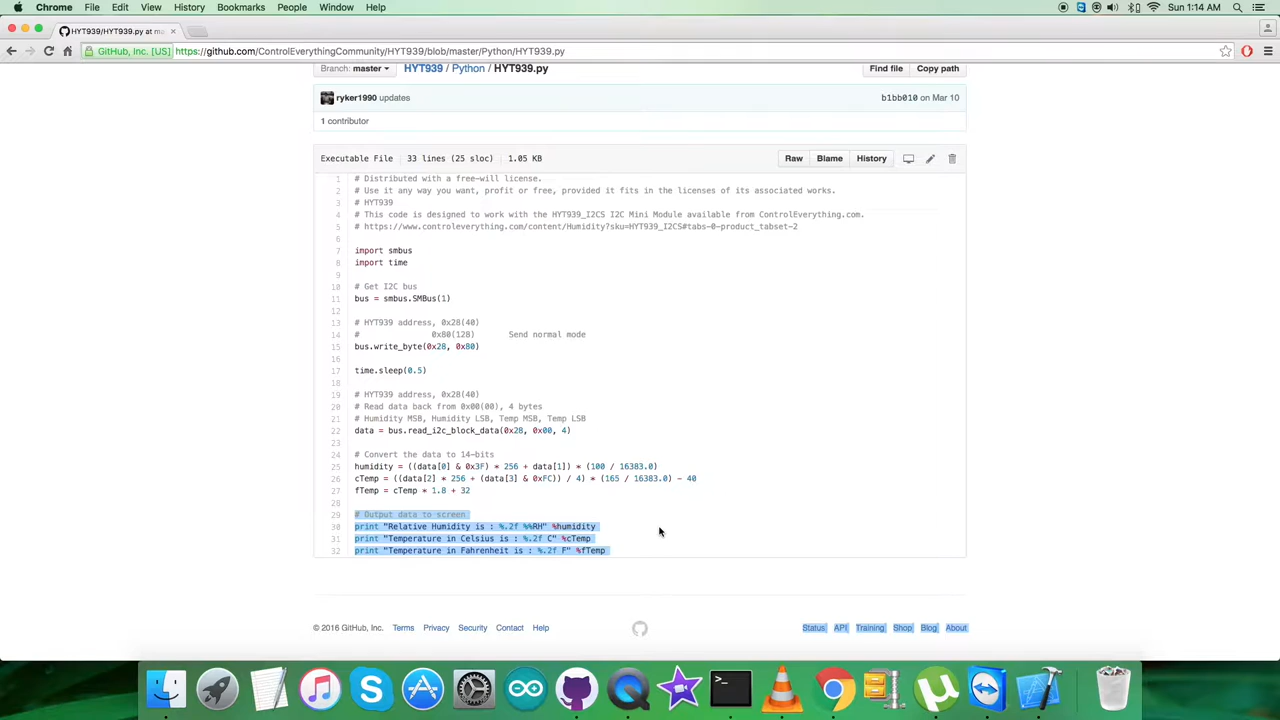 Chrome File Edit View History Bookmarks People Window Help Sun 1:14 AM
HYT939/HYT939.py at ma
GitHub, Inc. [US] https://github.com/ControlEverythingCommunity/HYT939/blob/master/Python/HYT939.py
Branch: master HYT939 / Python / HYT939.py Find file Copy path
ryker1990 updates b1bb010 on Mar 10
1 contributor
Executable File 33 lines (25 sloc) 1.05 KB Raw Blame History
1 # Distributed with a free-will license.
2 # Use it any way you want, profit or free, provided it fits in the licenses of its associated works.
3 # HYT939
4 # This code is designed to work with the HYT939_I2CS I2C Mini Module available from ControlEverything.com.
5 # https://www.controleverything.com/content/Humidity?sku=HYT939_I2CS#tabs-0-product_tabset-2
6
7 import smbus
8 import time
9
10 # Get I2C bus
11 bus = smbus.SMBus(1)
12
13 # HYT939 address, 0x28(40)
14 # 0x80(128) Send normal mode
15 bus.write_byte(0x28, 0x80)
16
17 time.sleep(0.5)
18
19 # HYT939 address, 0x28(40)
20 # Read data back from 0x00(00), 4 bytes
21 # Humidity MSB, Humidity LSB, Temp MSB, Temp LSB
22 data = bus.read_i2c_block_data(0x28, 0x00, 4)
23
24 # Convert the data to 14-bits
25 humidity = ((data[0] & 0x3F) * 256 + data[1]) * (100 / 16383.0)
26 cTemp = ((data[2] * 256 + (data[3] & 0xFC)) / 4) * (165 / 16383.0) - 40
27 fTemp = cTemp * 1.8 + 32
28
29 # Output data to screen
30 print "Relative Humidity is : %.2f %%RH" %humidity
31 print "Temperature in Celsius is : %.2f C" %cTemp
32 print "Temperature in Fahrenheit is : %.2f F" %fTemp
© 2016 GitHub, Inc. Terms Privacy Security Contact Help Status API Training Shop Blog About